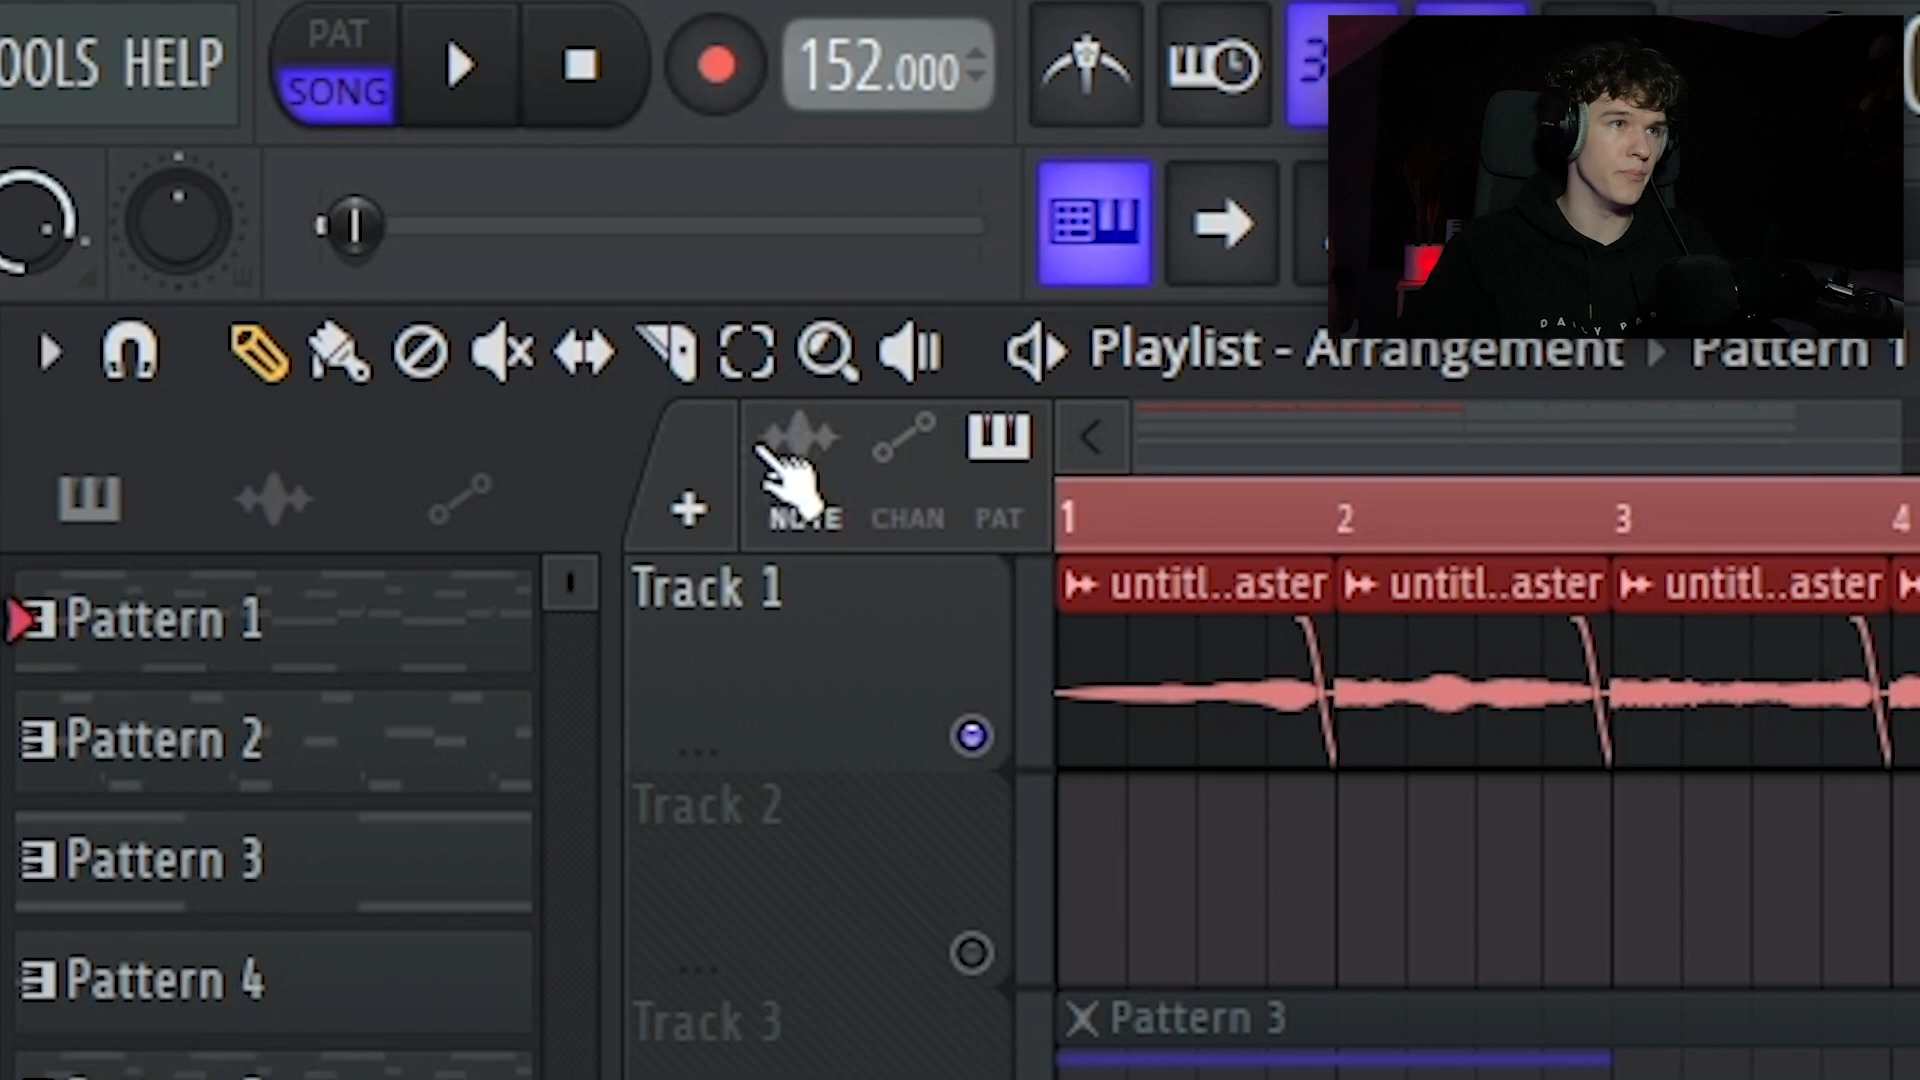 OOLS HELP
PAT
SONG
152.000
3
Playlist - Arrangement
Pattern 1
NOTE
CHAN
PAT
1
2
3
4
Pattern 1
Pattern 2
Pattern 3
Pattern 4
Track 1
Track 2
Track 3
untitl..aster
untitl..aster
untitl..aster
Pattern 3